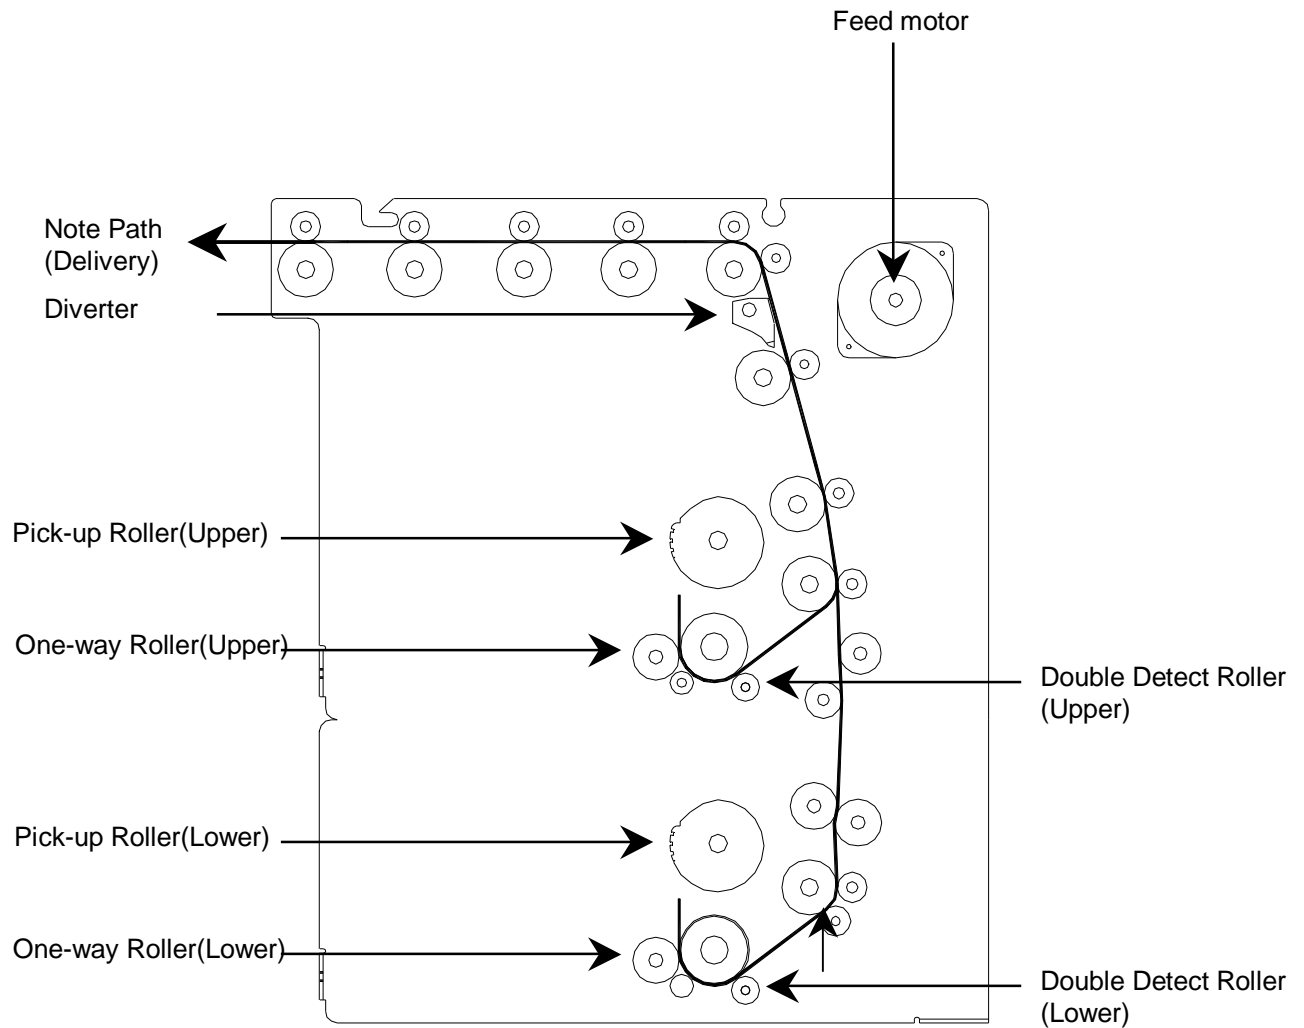 Feed motor
Note Path
(Delivery)
Diverter
Pick-up Roller(Upper)
One-way Roller(Upper)
Double Detect Roller
(Upper)
Pick-up Roller(Lower)
One-way Roller(Lower)
Double Detect Roller
(Lower)